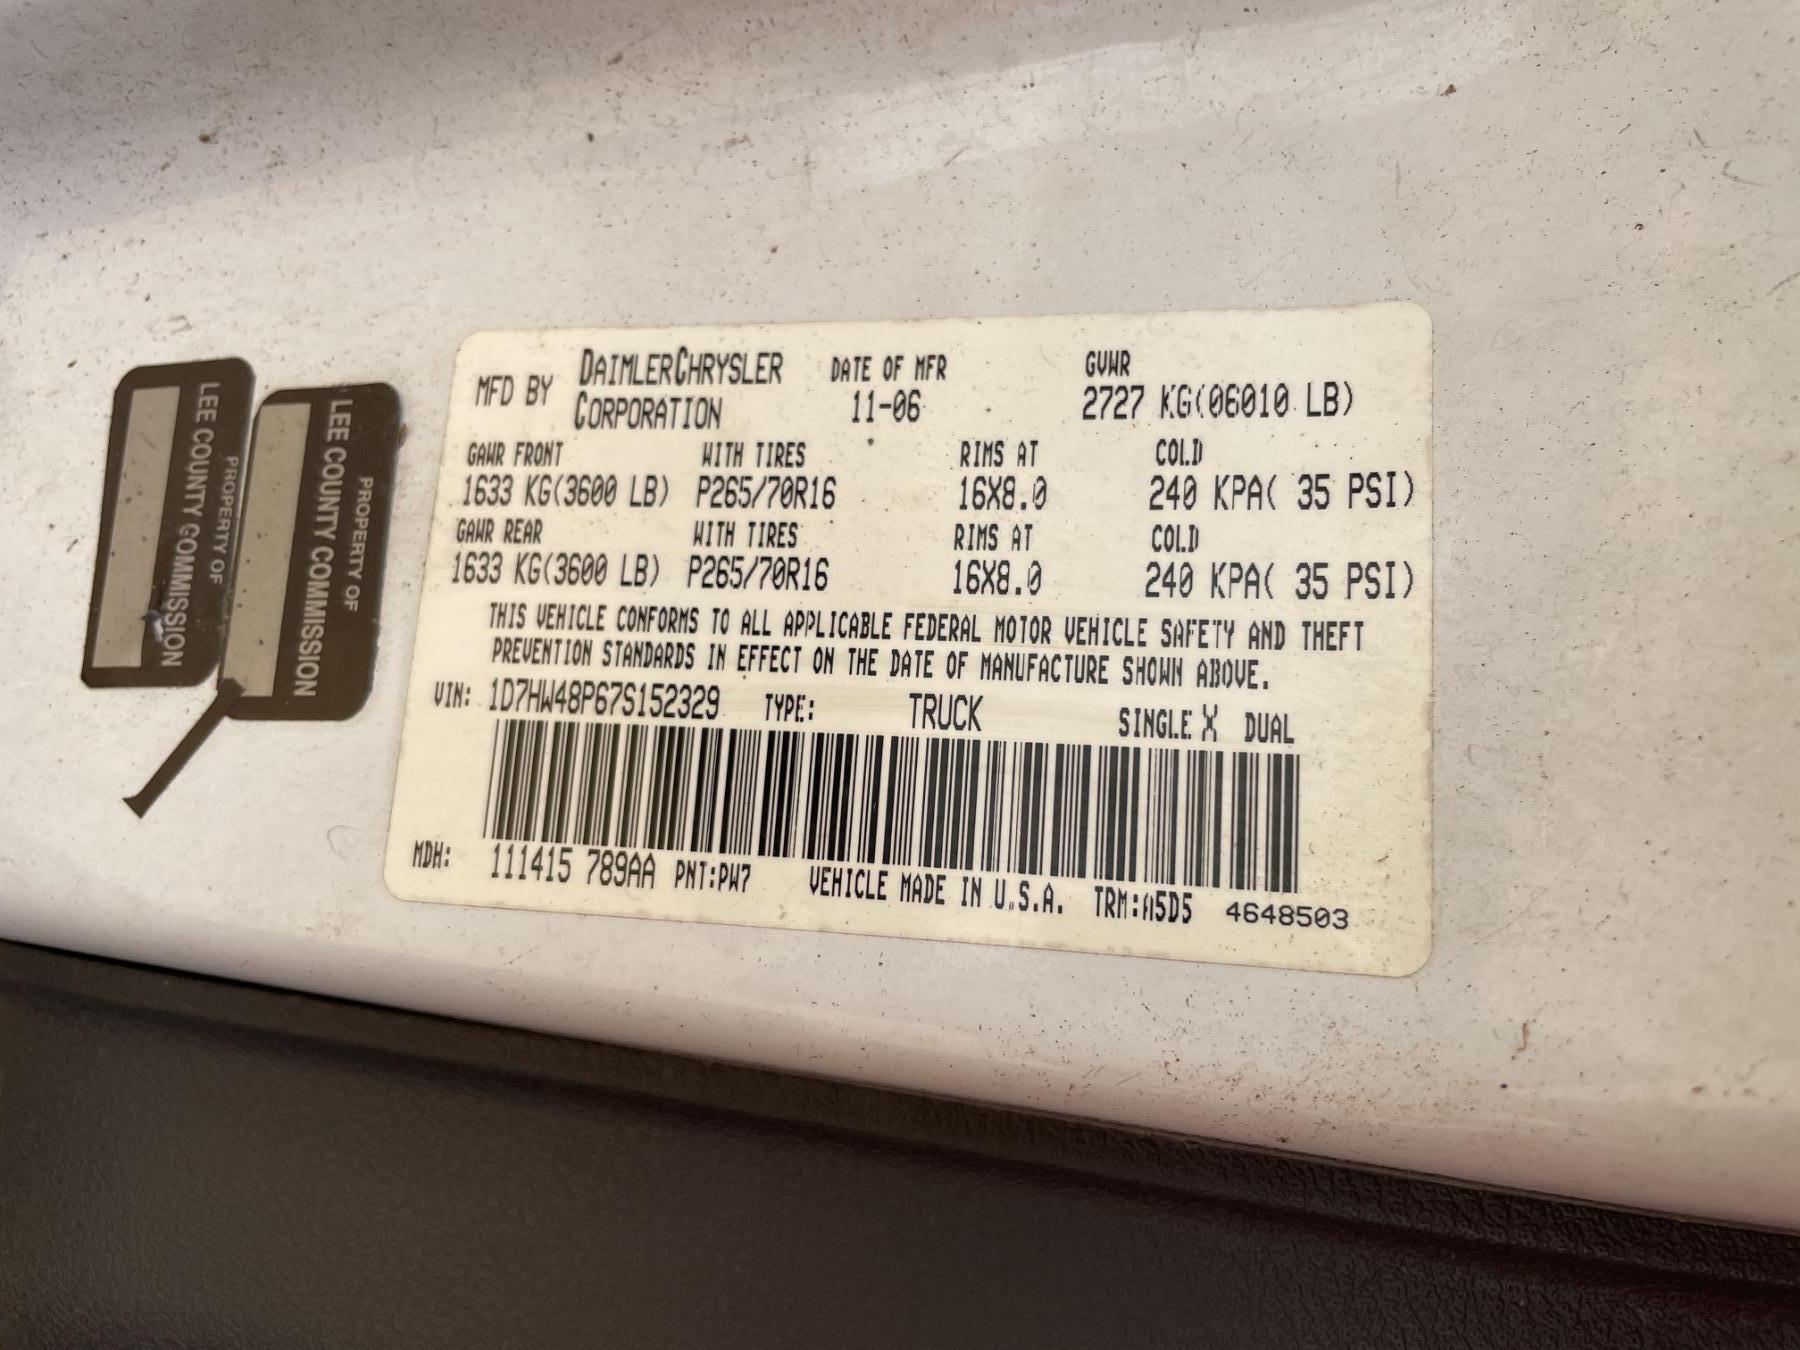 PROPERTY OF
LEE COUNTY COMMISSION
PROPERTY OF
LEE COUNTY COMMISSION
MFD BY DAIMLERCHRYSLER CORPORATION DATE OF MFR 11-06 GVWR 2727 KG(06010 LB)
GAWR FRONT WITH TIRES RIMS AT COLD
1633 KG(3600 LB) P265/70R16 16X8.0 240 KPA( 35 PSI)
GAWR REAR WITH TIRES RIMS AT COLD
1633 KG(3600 LB) P265/70R16 16X8.0 240 KPA( 35 PSI)
THIS VEHICLE CONFORMS TO ALL APPLICABLE FEDERAL MOTOR VEHICLE SAFETY AND THEFT
PREVENTION STANDARDS IN EFFECT ON THE DATE OF MANUFACTURE SHOWN ABOVE.
VIN: 1D7HW48P67S152329 TYPE: TRUCK SINGLE X DUAL
MDH: 111415 789AA PNT:PW7 VEHICLE MADE IN U.S.A. TRM:A5D5 4648503